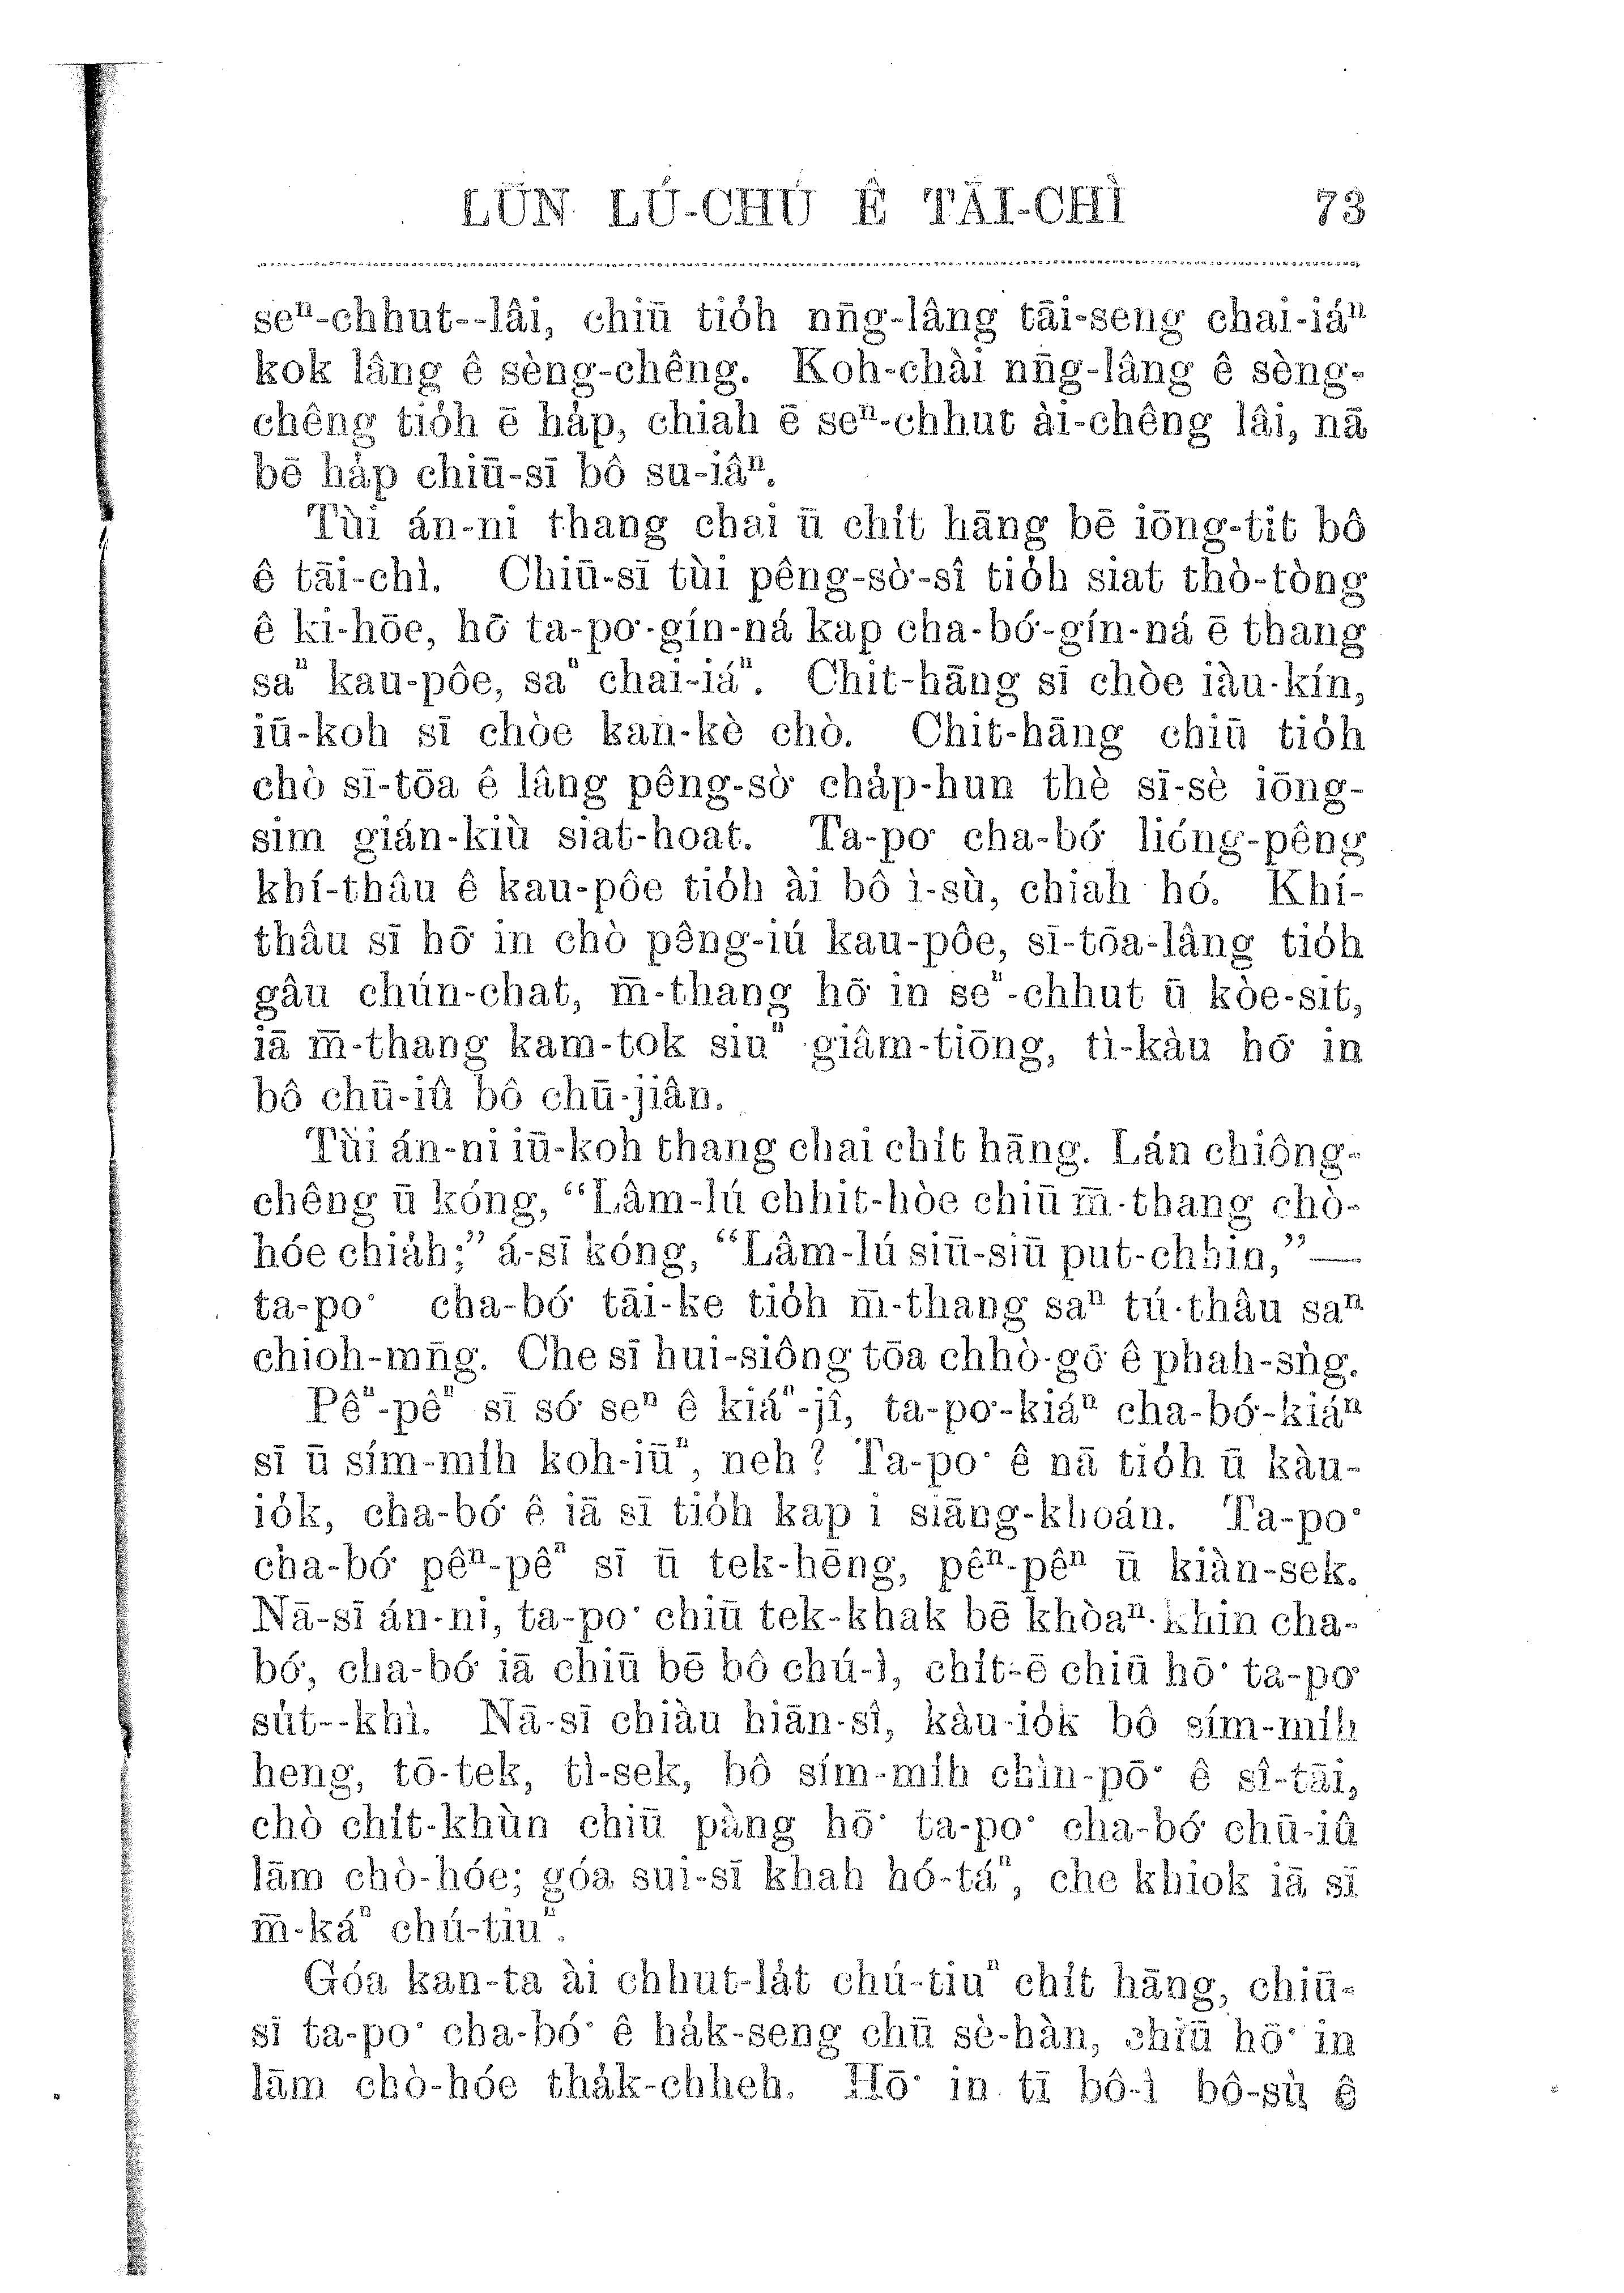 LŪN LÚ-CHÚ Ê TĀI-CHÌ 73
seⁿ-chhut--lâi, chiū tio̍h nn̄g-lâng tāi-seng chai-iáⁿ
kok lâng ê sèng-chêng. Koh-chài nn̄g-lâng ê sèng-
chêng tio̍h ē ha̍p, chiah ē seⁿ-chhut ài-chêng lâi, nā
bē ha̍p chiū-sī bô su-iâⁿ.
Tùi án-ni thang chai ū chi̍t hāng bē iōng-tit bô
ê tāi-chì. Chiū-sī tùi pêng-sò͘-sî tio̍h siat thò-tòng
ê ki-hōe, hō͘ ta-po͘-gín-ná kap cha-bó͘-gín-ná ē thang
saⁿ kau-pôe, saⁿ chai-iáⁿ. Chit-hāng sī chòe iàu-kín,
iū-koh sī chòe kan-kè chò. Chit-hāng chiū tio̍h
chò sī-tōa ê lâng pêng-sò͘ cha̍p-hun thè sī-sè iōng-
sim gián-kiù siat-hoat. Ta-po͘ cha-bó͘ lióng-pêng
khí-thâu ê kau-pôe tio̍h ài bô ì-sù, chiah hó. Khí-
thâu sī hō͘ in chò pêng-iú kau-pôe, sī-tōa-lâng tio̍h
gâu chún-chat, m̄-thang hō͘ in seⁿ-chhut ū kòe-sit,
iā m̄-thang kam-tok siuⁿ giâm-tiōng, tì-kàu hō͘ in
bô chū-iû bô chū-jiân.
Tùi án-ni iū-koh thang chai chi̍t hāng. Lán chiông-
chêng ū kóng, “Lâm-lú chhit-hòe chiū m̄-thang chò-
hóe chia̍h;” á-sī kóng, “Lâm-lú siū-siū put-chhin,”—
ta-po͘ cha-bó͘ tāi-ke tio̍h m̄-thang saⁿ tú-thâu saⁿ
chioh-mn̄g. Che sī hui-siông tōa chhò-gō͘ ê phah-sǹg.
Pêⁿ-pêⁿ sī só͘ seⁿ ê kiáⁿ-jî, ta-po͘-kiáⁿ cha-bó͘-kiáⁿ
sī ū sím-mih koh-iūⁿ, neh? Ta-po͘ ê nā tio̍h ū kàu-
io̍k, cha-bó͘ ê iā sī tio̍h kap i siāng-khoán. Ta-po͘
cha-bó͘ pêⁿ-pêⁿ sī ū tek-hēng, pêⁿ-pêⁿ ū kiàn-sek.
Nā-sī án-ni, ta-po͘ chiū tek-khak bē khòaⁿ-khin cha-
bó͘, cha-bó͘ iā chiū bē bô chú-ì, chi̍t-ē chiū hō͘ ta-po͘
su̍t--khì. Nā-sī chiàu hiān-sî, kàu-io̍k bô sím-mih
heng, tō-tek, tì-sek, bô sím-mih chìn-pō͘ ê sî-tāi,
chò chi̍t-khùn chiū pàng hō͘ ta-po͘ cha-bó͘ chū-iû
lām chò-hóe; góa sui-sī khah hó-táⁿ, che khiok iā sī
m̄-káⁿ chú-tiuⁿ.
Góa kan-ta ài chhut-la̍t chú-tiuⁿ chi̍t hāng, chiū-
sī ta-po͘ cha-bó͘ ê ha̍k-seng chū sè-hàn, chiū hō͘ in
lām chò-hóe tha̍k-chheh. Hō͘ in tī bô-ì bô-sù ê